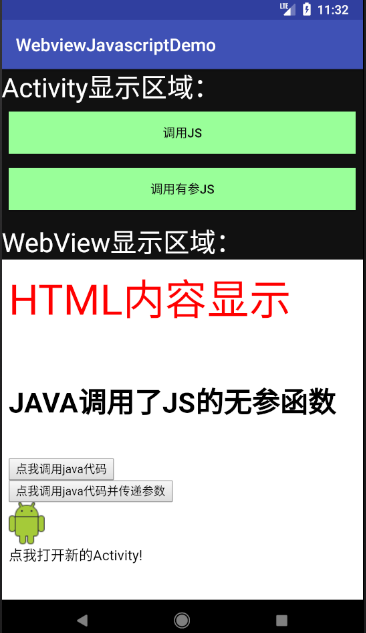 LTE 11:32
WebviewJavascriptDemo
Activity显示区域：
调用JS
调用有参JS
WebView显示区域：
HTML内容显示
JAVA调用了JS的无参函数
点我调用java代码
点我调用java代码并传递参数
点我打开新的Activity!